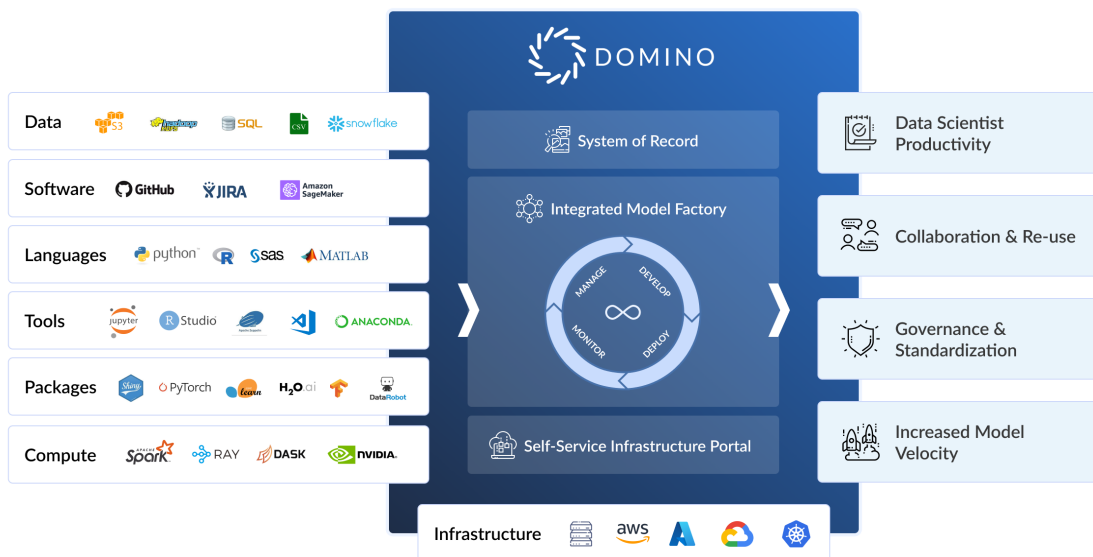 DOMINO
Data
S3
hadoop
SQL
CSV
snowflake
Software
GitHub
JIRA
Amazon
SageMaker
Languages
python
R
sas
MATLAB
Tools
jupyter
R Studio
ANACONDA.
Packages
Shiny
PyTorch
learn
H2O.ai
DataRobot
Compute
APACHE
Spark
RAY
DASK
NVIDIA.
System of Record
Integrated Model Factory
MANAGE
DEVELOP
MONITOR
DEPLOY
Self-Service Infrastructure Portal
Infrastructure
aws
Data Scientist
Productivity
Collaboration & Re-use
Governance &
Standardization
Increased Model
Velocity